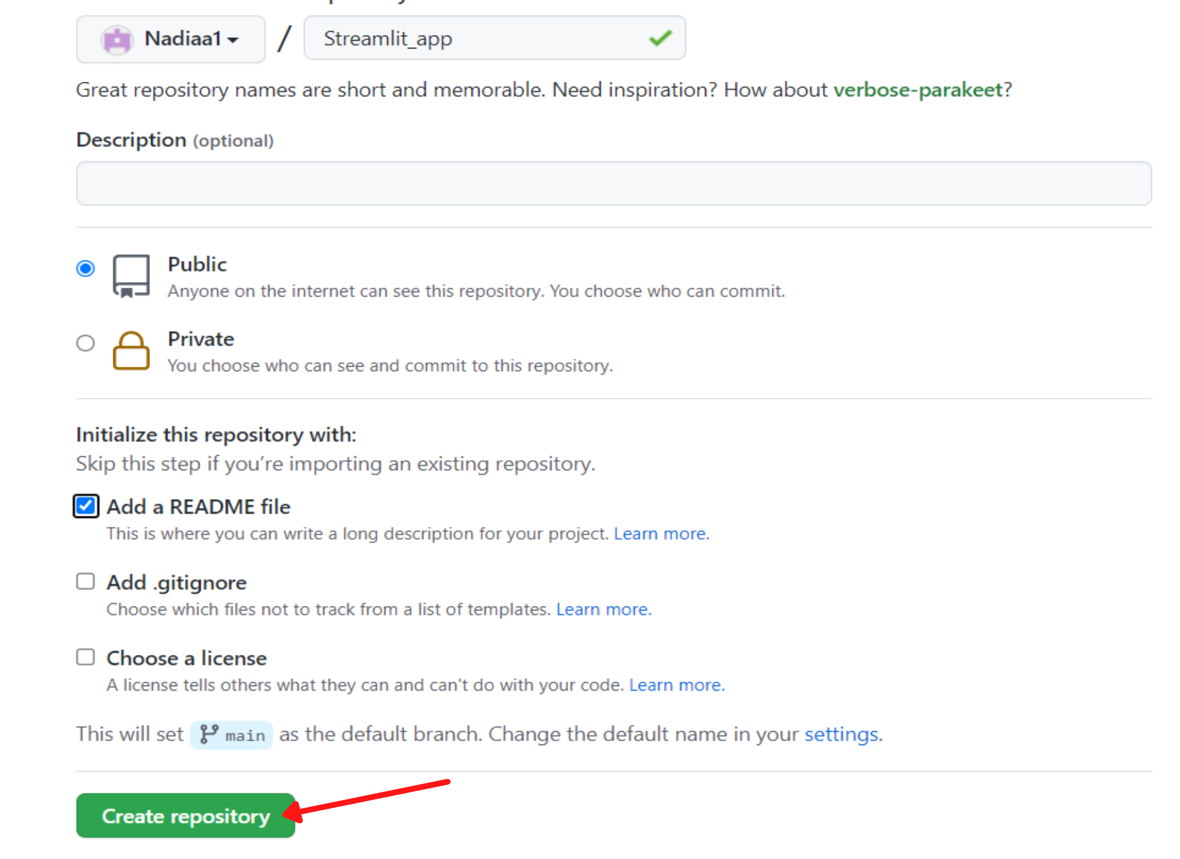 Nadiaa1 / Streamlit_app
Great repository names are short and memorable. Need inspiration? How about verbose-parakeet?
Description (optional)
Public
Anyone on the internet can see this repository. You choose who can commit.
Private
You choose who can see and commit to this repository.
Initialize this repository with:
Skip this step if you're importing an existing repository.
Add a README file
This is where you can write a long description for your project. Learn more.
Add .gitignore
Choose which files not to track from a list of templates. Learn more.
Choose a license
A license tells others what they can and can't do with your code. Learn more.
This will set main as the default branch. Change the default name in your settings.
Create repository